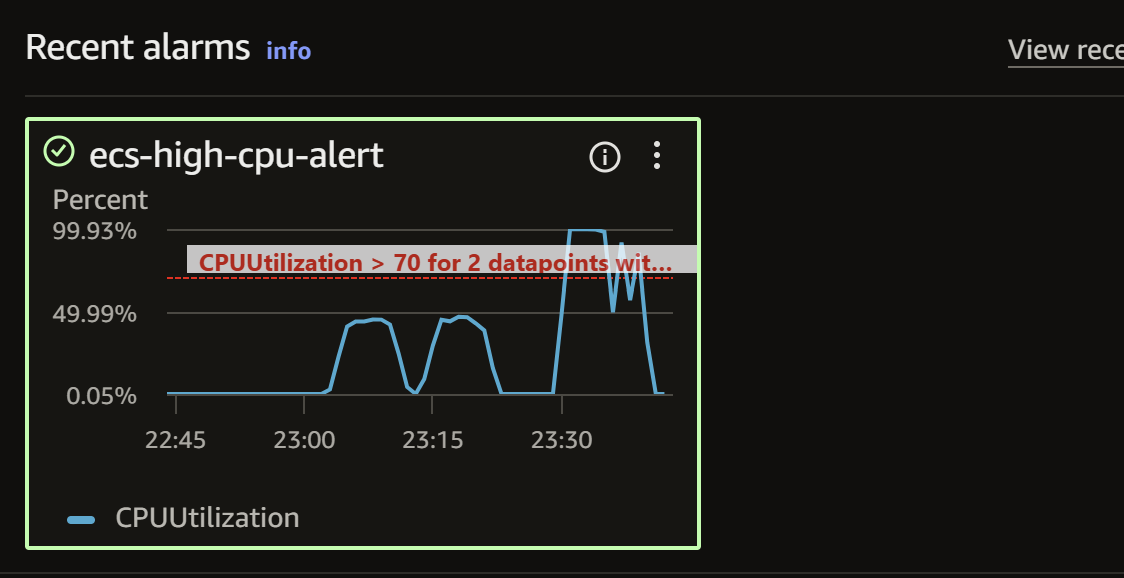 Recent alarms info
View rece
ecs-high-cpu-alert
Percent
99.93%
CPUUtilization > 70 for 2 datapoints wit...
49.99%
0.05%
22:45 23:00 23:15 23:30
CPUUtilization